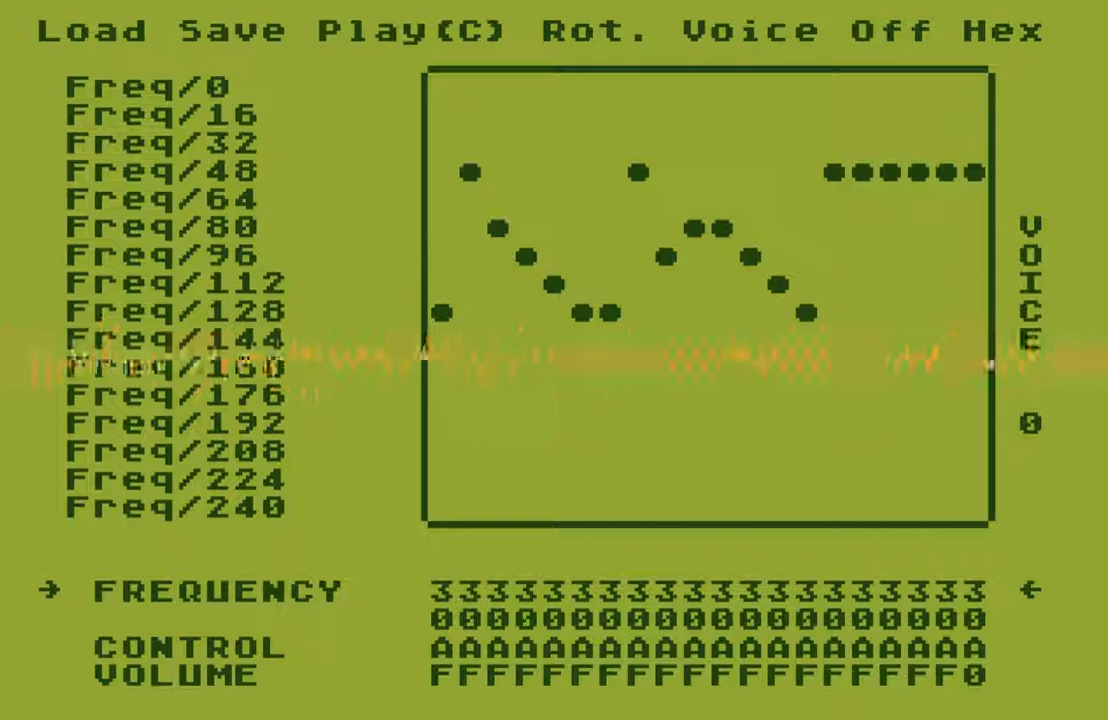 Load Save Play(C) Rot. Voice Off Hex
Freq/0
Freq/16
Freq/32
Freq/48
Freq/64
Freq/80
Freq/96
Freq/112
Freq/128
Freq/144
Freq/160
Freq/176
Freq/192
Freq/208
Freq/224
Freq/240
VOICE 0
→ FREQUENCY 33333333333333333333 ←
00000000000000000000
CONTROL AAAAAAAAAAAAAAAAAAAA
VOLUME FFFFFFFFFFFFFFFFFFF0